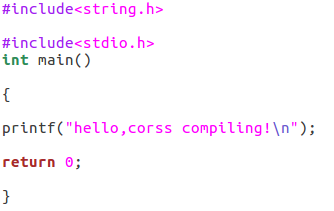 #include<string.h>
#include<stdio.h>
int main()
{
printf("hello,corss compiling!\n");
return 0;
}